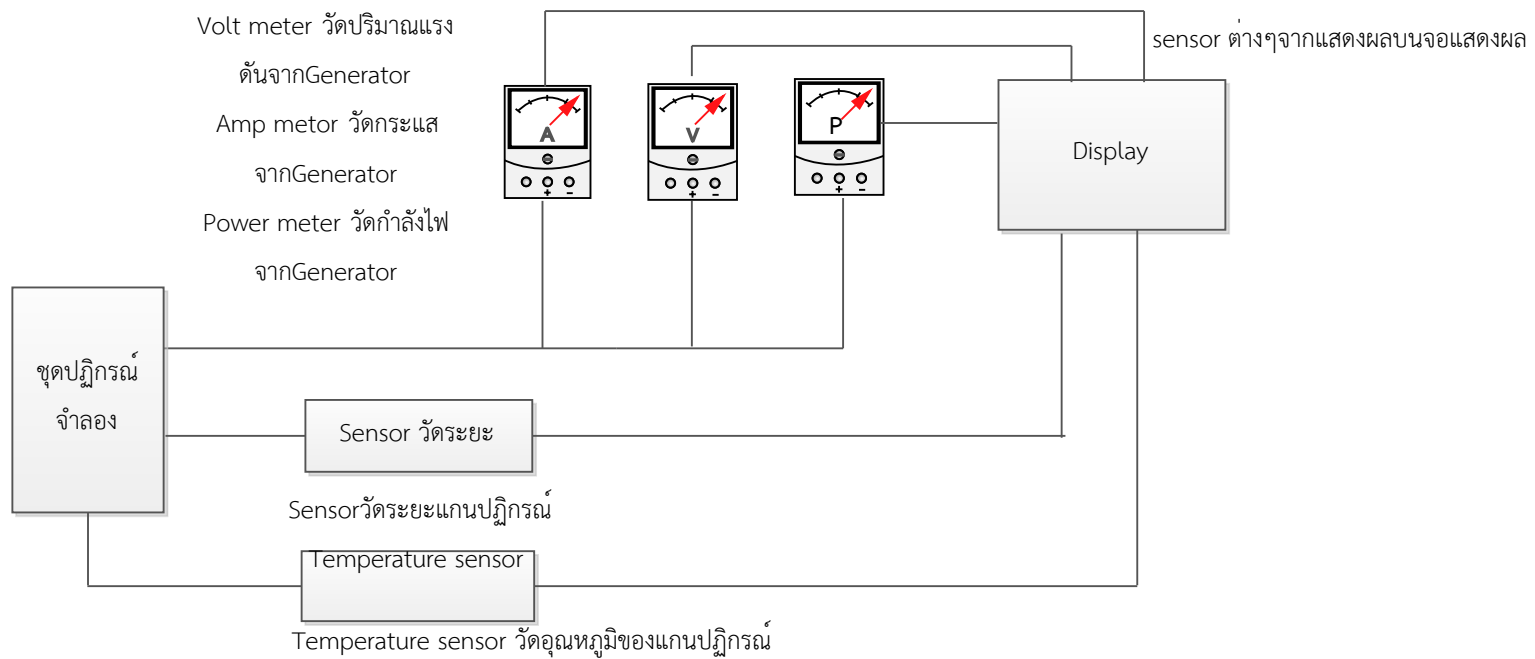 Volt meter วัดปริมาณแรง
ดันจากGenerator
Amp metor วัดกระแส
จากGenerator
Power meter วัดกำลังไฟ
จากGenerator
sensor ต่างๆจากแสดงผลบนจอแสดงผล
A
V
P
+ -
+ -
+ -
Display
ชุดปฏิกรณ์
จำลอง
Sensor วัดระยะ
Sensorวัดระยะแกนปฏิกรณ์
Temperature sensor
Temperature sensor วัดอุณหภูมิของแกนปฏิกรณ์